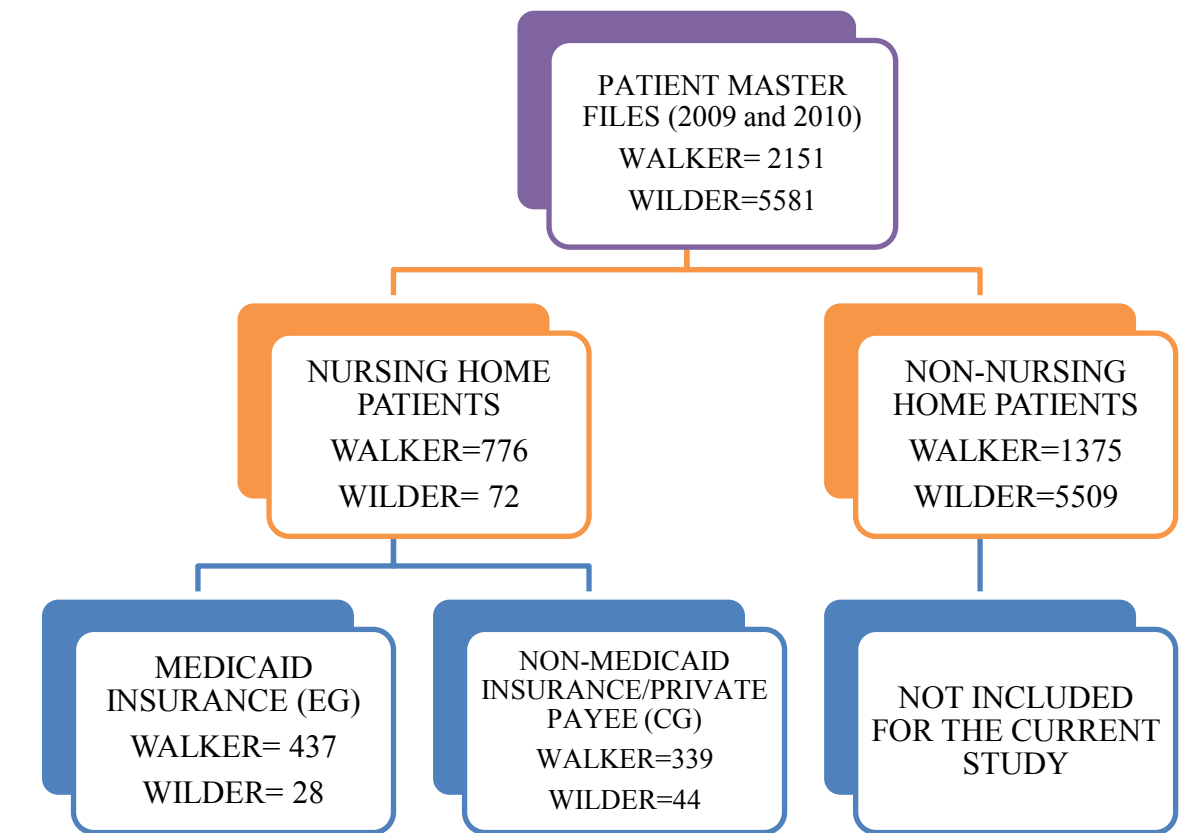 PATIENT MASTER
FILES (2009 and 2010)
WALKER= 2151
WILDER=5581
NURSING HOME
PATIENTS
WALKER=776
WILDER= 72
NON-NURSING
HOME PATIENTS
WALKER=1375
WILDER=5509
MEDICAID
INSURANCE (EG)
WALKER= 437
WILDER= 28
NON-MEDICAID
INSURANCE/PRIVATE
PAYEE (CG)
WALKER=339
WILDER=44
NOT INCLUDED
FOR THE CURRENT
STUDY